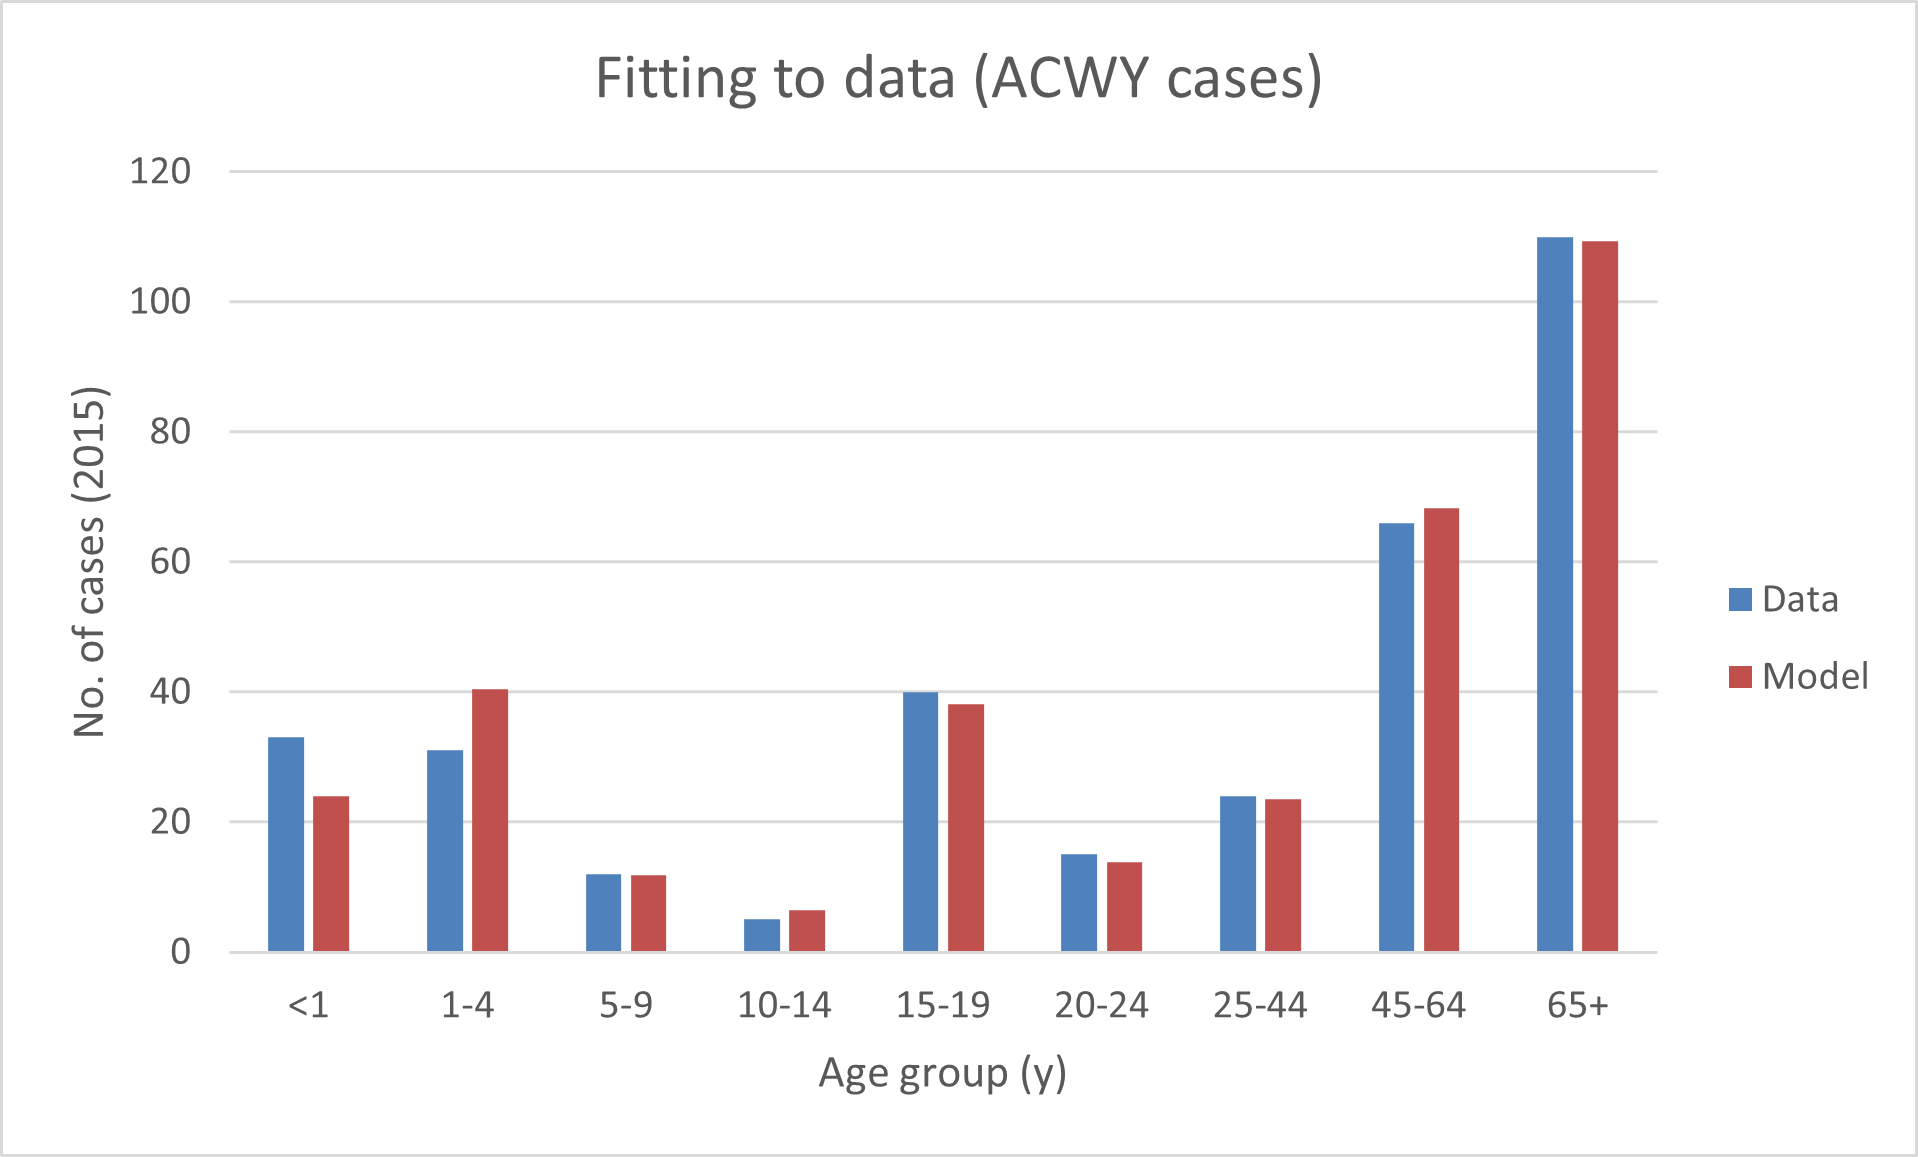 Fitting to data (ACWY cases)
120
100
80
60
40
20
0
No. of cases (2015)
<1 1-4 5-9 10-14 15-19 20-24 25-44 45-64 65+
Age group (y)
Data
Model